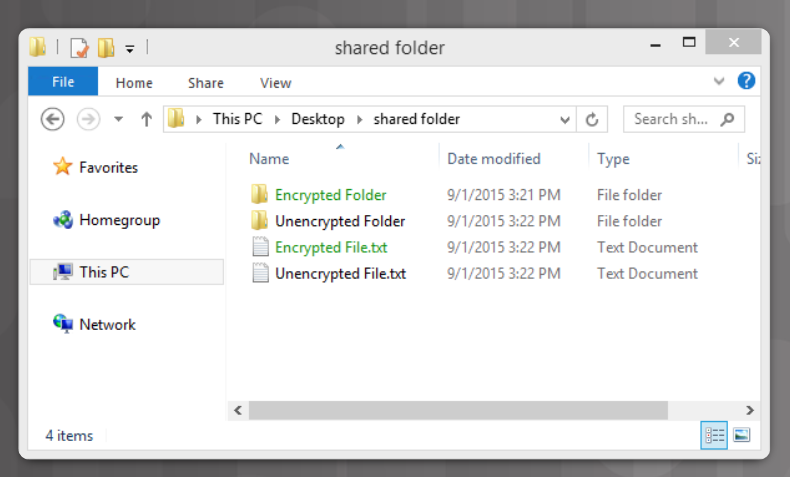 shared folder
File Home Share View
This PC Desktop shared folder Search sh...
Name Date modified Type Si
Favorites
Encrypted Folder 9/1/2015 3:21 PM File folder
Homegroup
Unencrypted Folder 9/1/2015 3:22 PM File folder
Encrypted File.txt 9/1/2015 3:22 PM Text Document
This PC
Unencrypted File.txt 9/1/2015 3:22 PM Text Document
Network
4 items